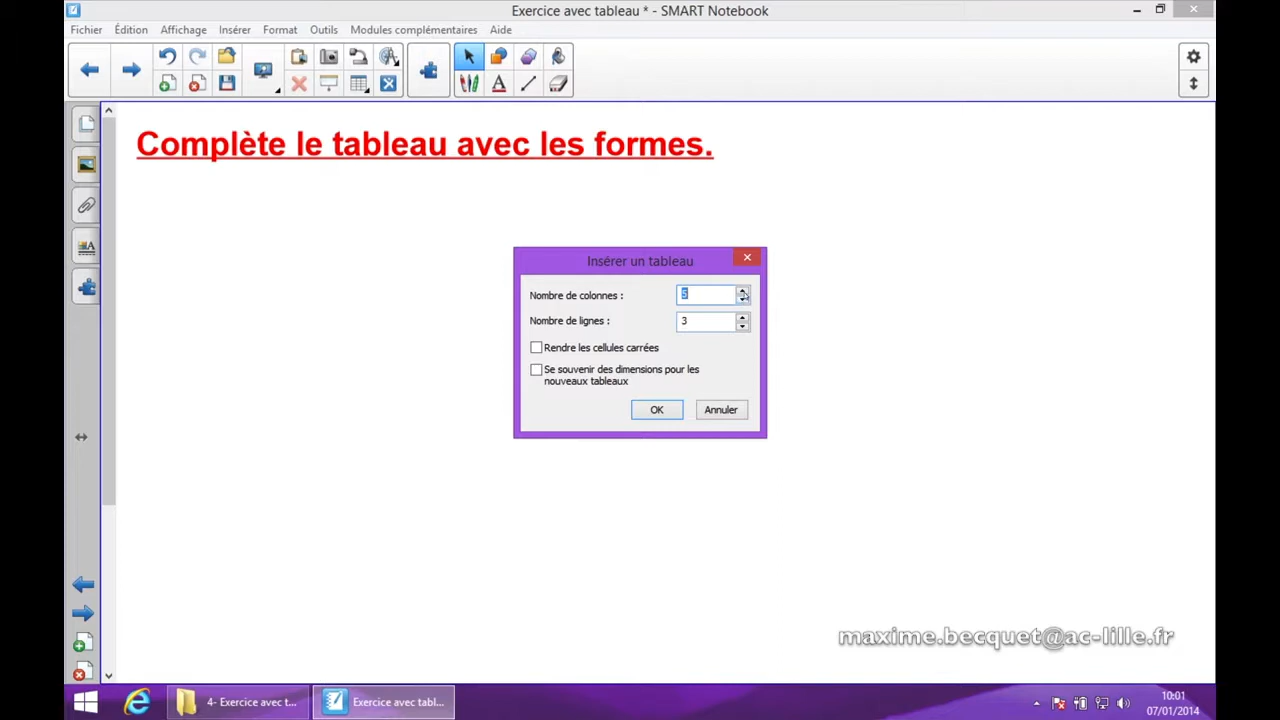 Exercice avec tableau * - SMART Notebook
Fichier Édition Affichage Insérer Format Outils Modules complémentaires Aide
Complète le tableau avec les formes.
Insérer un tableau
Nombre de colonnes : 5
Nombre de lignes : 3
Rendre les cellules carrées
Se souvenir des dimensions pour les
nouveaux tableaux
OK Annuler
maxime.becquet@ac-lille.fr
4- Exercice avec t... Exercice avec tabl...
10:01
07/01/2014